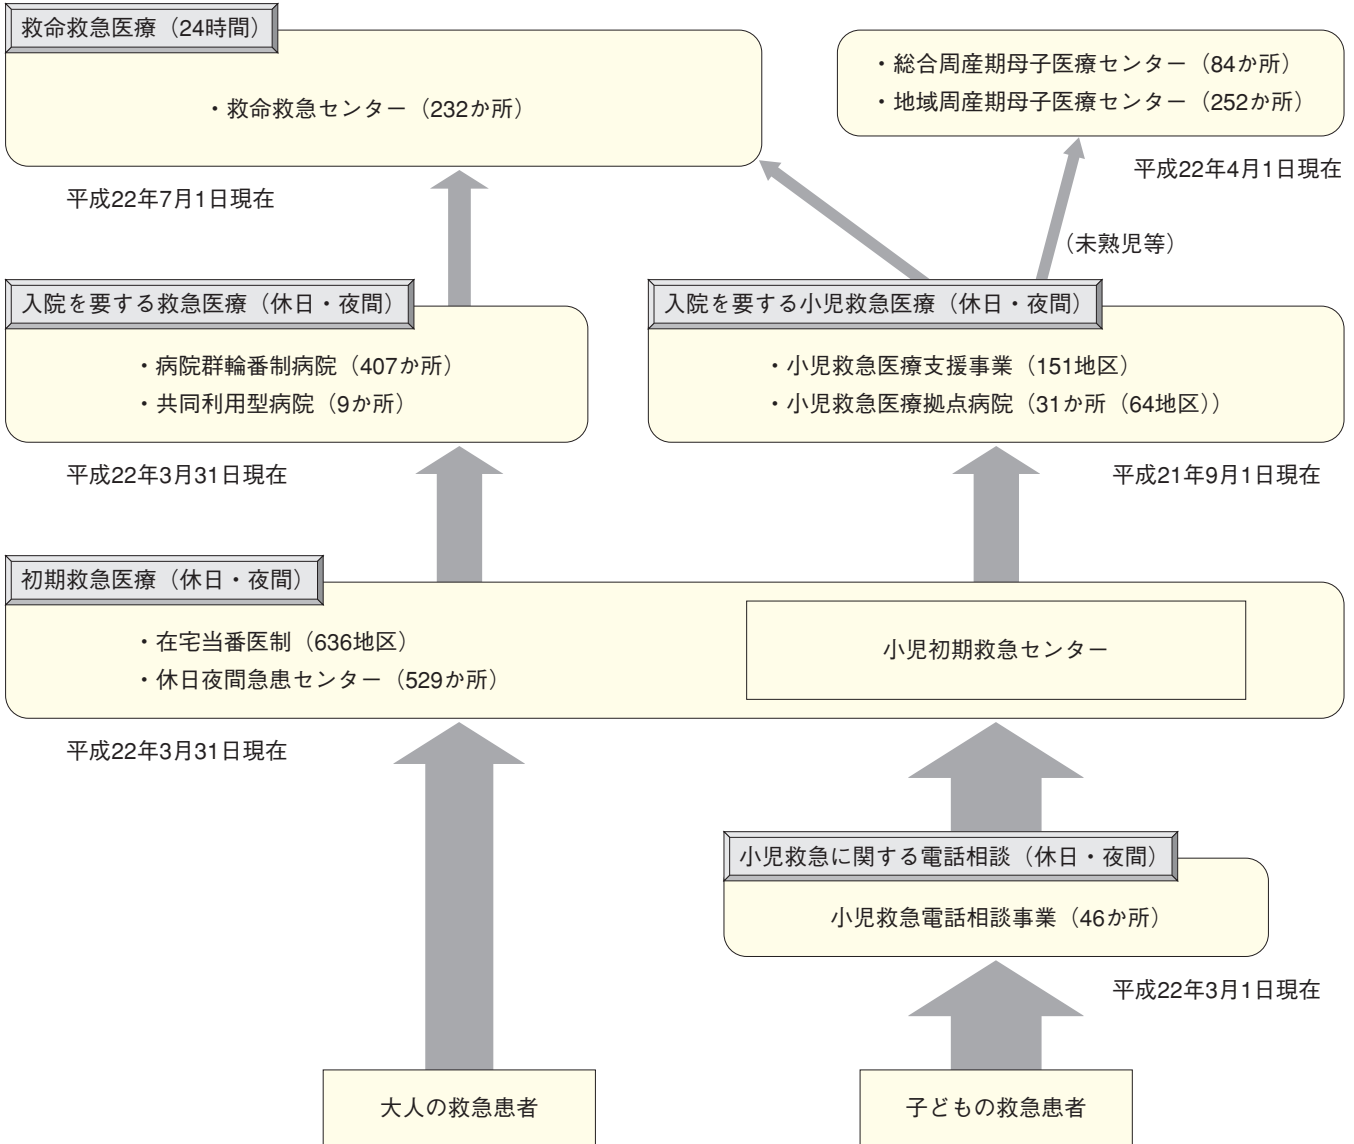 救命救急医療（24時間）
・救命救急センター（232か所）
平成22年7月1日現在
・総合周産期母子医療センター（84か所）
・地域周産期母子医療センター（252か所）
平成22年4月1日現在
（未熟児等）
入院を要する救急医療（休日・夜間）
・病院群輪番制病院（407か所）
・共同利用型病院（9か所）
平成22年3月31日現在
入院を要する小児救急医療（休日・夜間）
・小児救急医療支援事業（151地区）
・小児救急医療拠点病院（31か所（64地区））
平成21年9月1日現在
初期救急医療（休日・夜間）
・在宅当番医制（636地区）
・休日夜間急患センター（529か所）
小児初期救急センター
平成22年3月31日現在
小児救急に関する電話相談（休日・夜間）
小児救急電話相談事業（46か所）
平成22年3月1日現在
大人の救急患者
子どもの救急患者